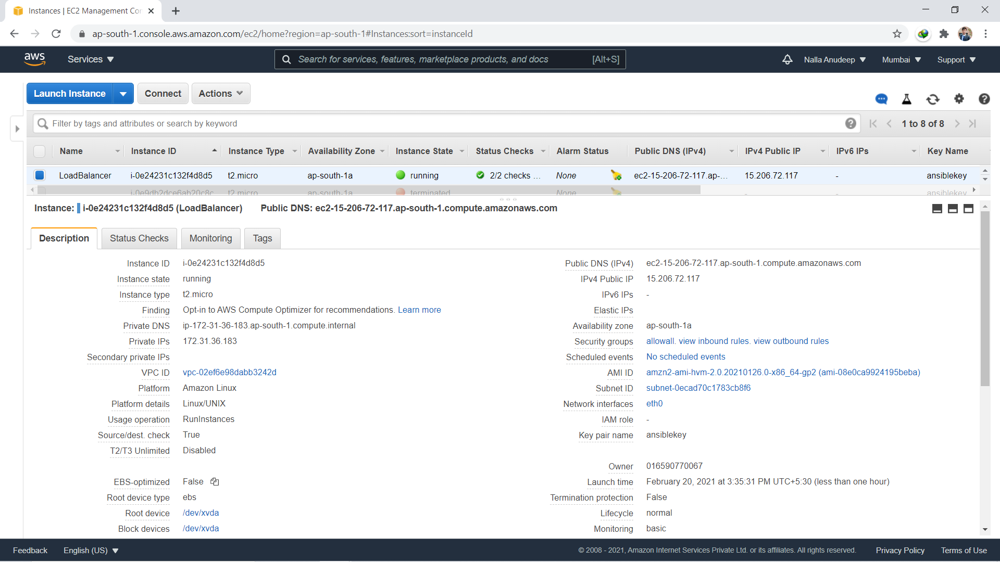 Instances | EC2 Management Con
ap-south-1.console.aws.amazon.com/ec2/home?region=ap-south-1#Instances:sort=instanceId
aws Services Search for services, features, marketplace products, and docs [Alt+S] Nalla Anudeep Mumbai Support
Launch Instance Connect Actions
Filter by tags and attributes or search by keyword 1 to 8 of 8
Name Instance ID Instance Type Availability Zone Instance State Status Checks Alarm Status Public DNS (IPv4) IPv4 Public IP IPv6 IPs Key Name
LoadBalancer i-0e24231c132f4d8d5 t2.micro ap-south-1a running 2/2 checks ... None ec2-15-206-72-117.ap-... 15.206.72.117 - ansiblekey
i-0e9db2dce6ab20c8c t2.micro ap-south-1a terminated None - - ansiblekey
Instance: i-0e24231c132f4d8d5 (LoadBalancer) Public DNS: ec2-15-206-72-117.ap-south-1.compute.amazonaws.com
Description Status Checks Monitoring Tags
Instance ID i-0e24231c132f4d8d5 Public DNS (IPv4) ec2-15-206-72-117.ap-south-1.compute.amazonaws.com
Instance state running IPv4 Public IP 15.206.72.117
Instance type t2.micro IPv6 IPs -
Finding Opt-in to AWS Compute Optimizer for recommendations. Learn more Elastic IPs
Private DNS ip-172-31-36-183.ap-south-1.compute.internal Availability zone ap-south-1a
Private IPs 172.31.36.183 Security groups allowall. view inbound rules. view outbound rules
Secondary private IPs Scheduled events No scheduled events
VPC ID vpc-02ef6e98dabb3242d AMI ID amzn2-ami-hvm-2.0.20210126.0-x86_64-gp2 (ami-08e0ca9924195beba)
Platform Amazon Linux Subnet ID subnet-0ecad70c1783cb8f6
Platform details Linux/UNIX Network interfaces eth0
Usage operation RunInstances IAM role -
Source/dest. check True Key pair name ansiblekey
T2/T3 Unlimited Disabled
Owner 016590770067
EBS-optimized False Launch time February 20, 2021 at 3:35:31 PM UTC+5:30 (less than one hour)
Root device type ebs Termination protection False
Root device /dev/xvda Lifecycle normal
Block devices /dev/xvda Monitoring basic
Feedback English (US) © 2008 - 2021, Amazon Internet Services Private Ltd. or its affiliates. All rights reserved. Privacy Policy Terms of Use